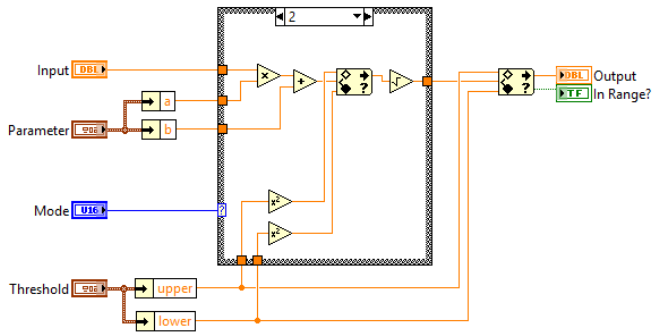 2
Input DBL
a
b
Parameter
x
+
?
DBL Output
TF In Range?
x²
x²
Mode U16
?
Threshold
upper
lower